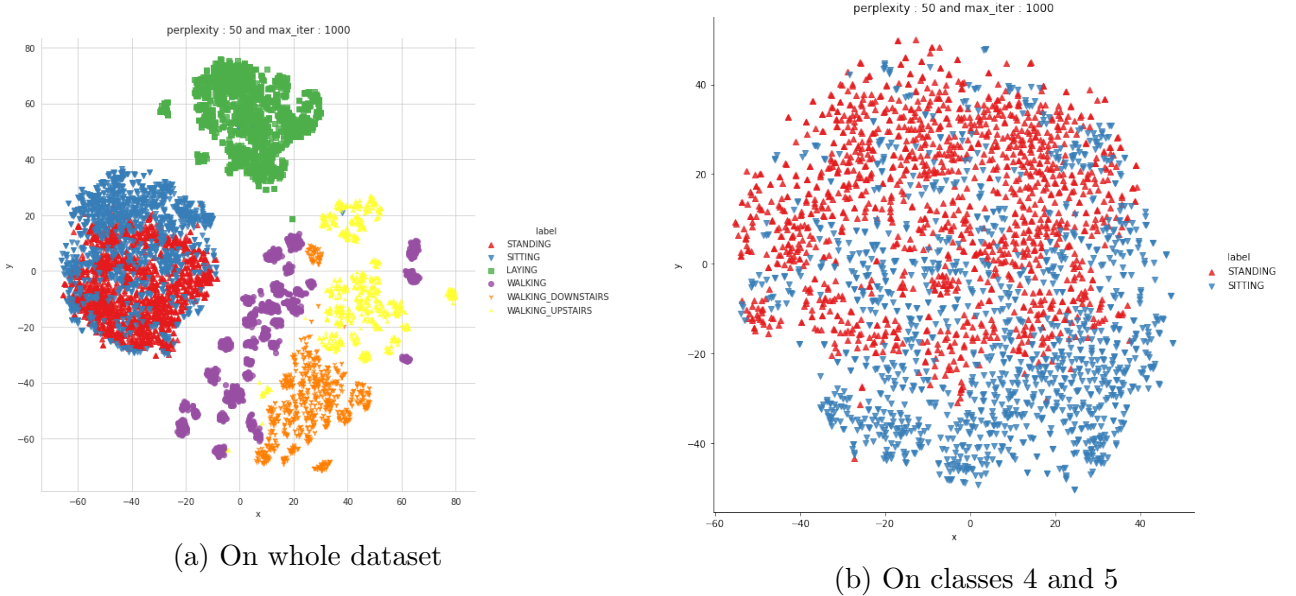 perplexity : 50 and max_iter : 1000
80
60
40
20
0
−20
−40
−60
y
−60 −40 −20 0 20 40 60 80
x
label
STANDING
SITTING
LAYING
WALKING
WALKING_DOWNSTAIRS
WALKING_UPSTAIRS
(a) On whole dataset
perplexity : 50 and max_iter : 1000
40
20
0
−20
−40
y
−60 −40 −20 0 20 40
x
label
STANDING
SITTING
(b) On classes 4 and 5